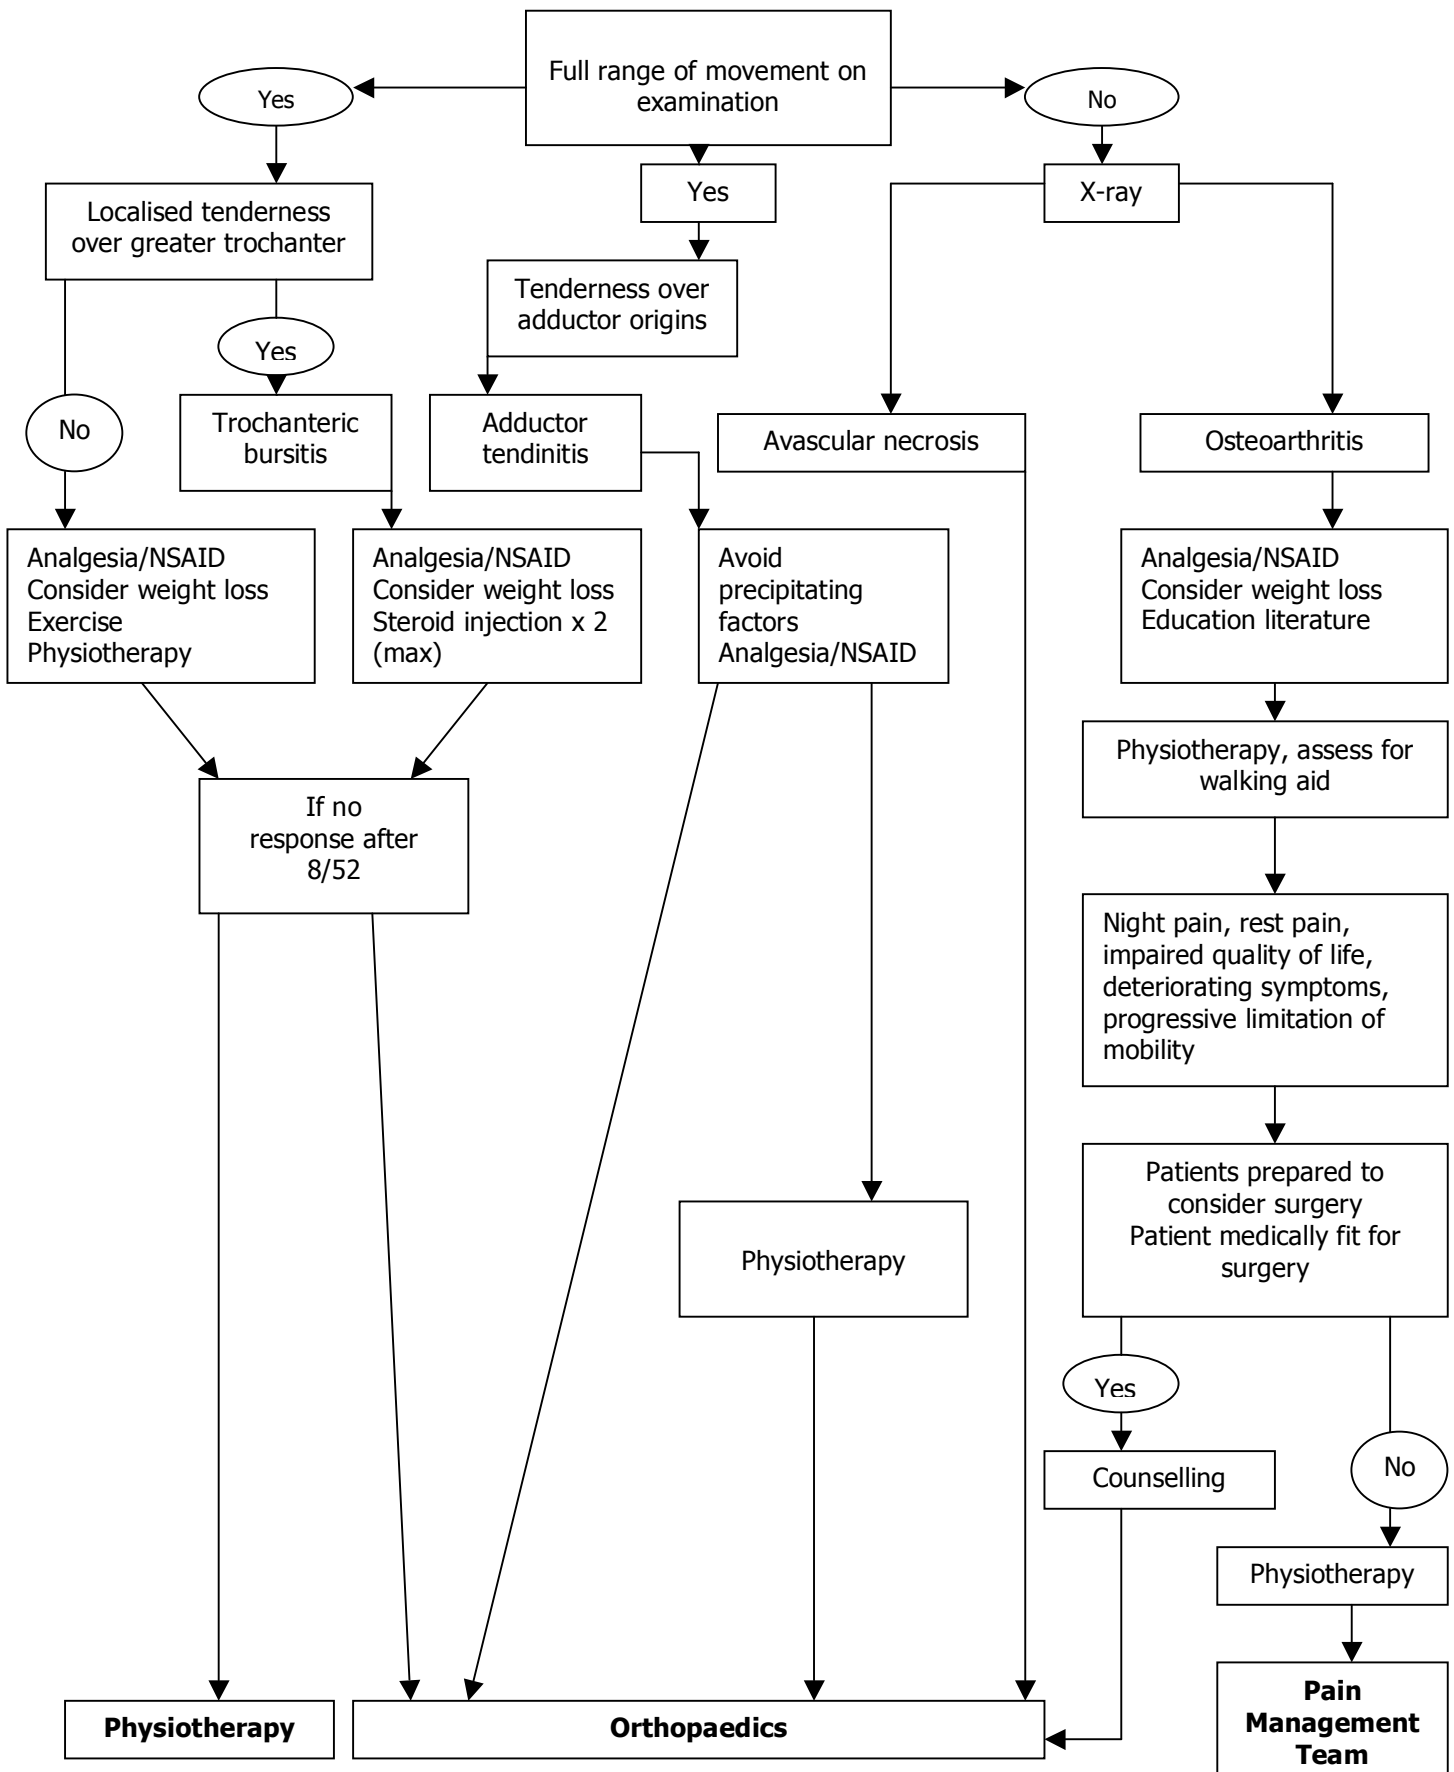 Full range of movement on
examination
Yes
No
Yes
X-ray
Localised tenderness
over greater trochanter
Tenderness over
adductor origins
Yes
No
Trochanteric
bursitis
Adductor
tendinitis
Avascular necrosis
Osteoarthritis
Analgesia/NSAID
Consider weight loss
Exercise
Physiotherapy
Analgesia/NSAID
Consider weight loss
Steroid injection x 2
(max)
Avoid
precipitating
factors
Analgesia/NSAID
Analgesia/NSAID
Consider weight loss
Education literature
Physiotherapy, assess for
walking aid
If no
response after
8/52
Night pain, rest pain,
impaired quality of life,
deteriorating symptoms,
progressive limitation of
mobility
Patients prepared to
consider surgery
Patient medically fit for
surgery
Physiotherapy
Yes
No
Counselling
Physiotherapy
Physiotherapy
Orthopaedics
Pain
Management
Team